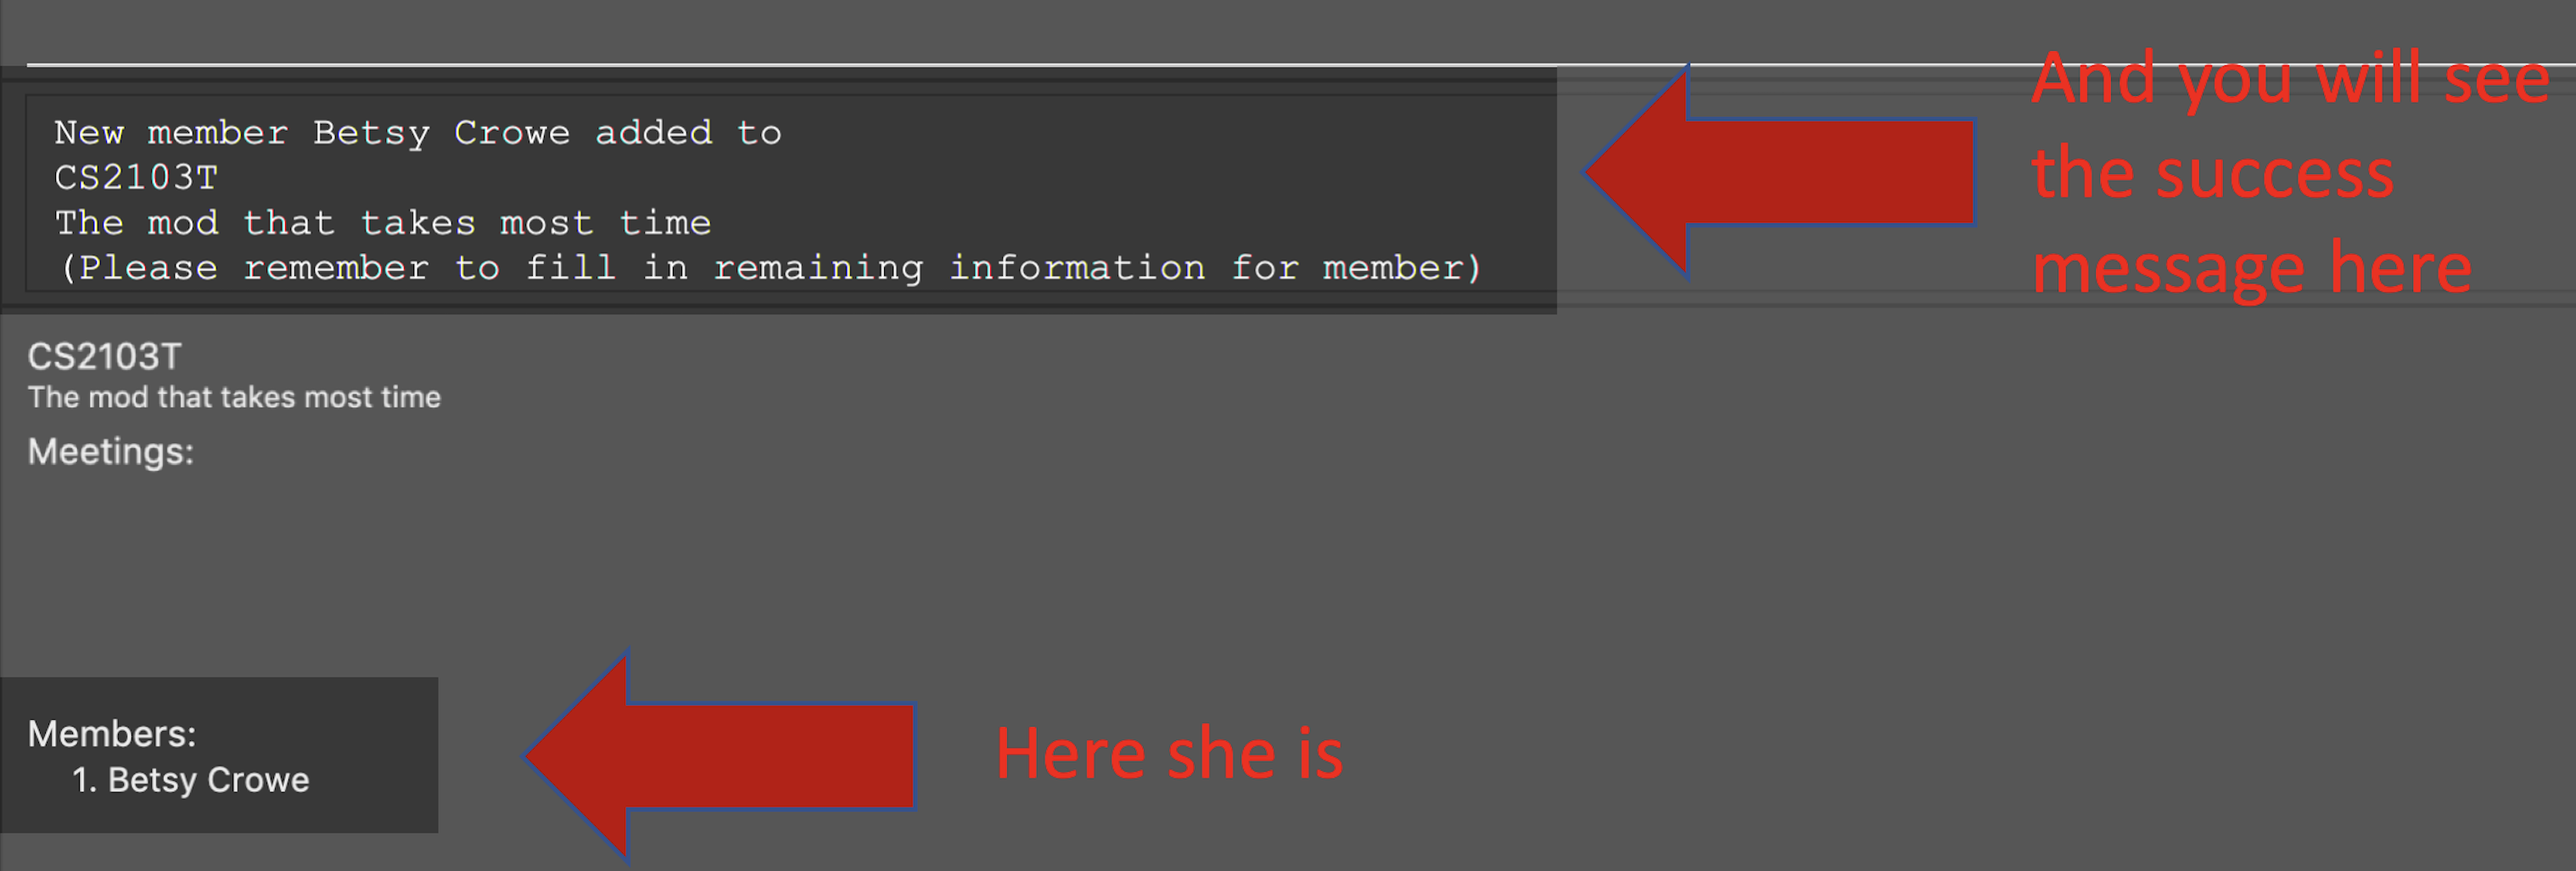 New member Betsy Crowe added to
CS2103T
The mod that takes most time
(Please remember to fill in remaining information for member)
And you will see
the success
message here
CS2103T
The mod that takes most time
Meetings:
Members:
1. Betsy Crowe
Here she is